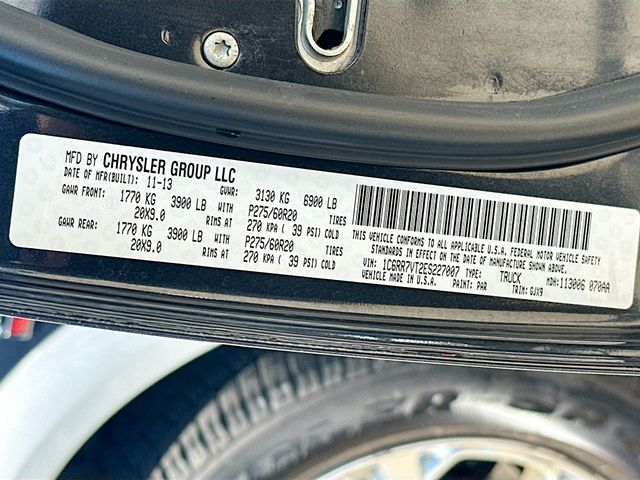 MFD BY CHRYSLER GROUP LLC
DATE OF MFR(BUILT): 11-13 GVWR: 3130 KG 6900 LB
GAWR FRONT: 1770 KG 3900 LB WITH P275/60R20 TIRES
20X9.0 RIMS AT 270 KPA ( 39 PSI) COLD
GAWR REAR: 1770 KG 3900 LB WITH P275/60R20 TIRES
20X9.0 RIMS AT 270 KPA ( 39 PSI) COLD
THIS VEHICLE CONFORMS TO ALL APPLICABLE U.S.A. FEDERAL MOTOR VEHICLE SAFETY
STANDARDS IN EFFECT ON THE DATE OF MANUFACTURE SHOWN ABOVE.
VIN: 1C6RR7VT2ES227007 TYPE: TRUCK MDH: 113006 070AA
MADE IN U.S.A. PAINT: PAR TRIM: GJX9